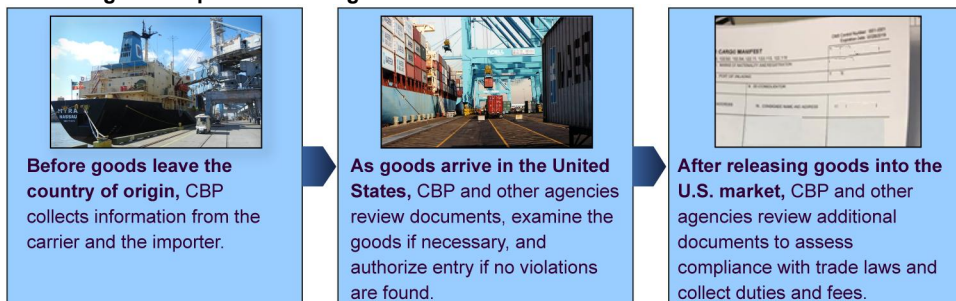 Before goods leave the
country of origin, CBP
collects information from the
carrier and the importer.
As goods arrive in the United
States, CBP and other agencies
review documents, examine the
goods if necessary, and
authorize entry if no violations
are found.
CARGO MANIFEST
After releasing goods into the
U.S. market, CBP and other
agencies review additional
documents to assess
compliance with trade laws and
collect duties and fees.